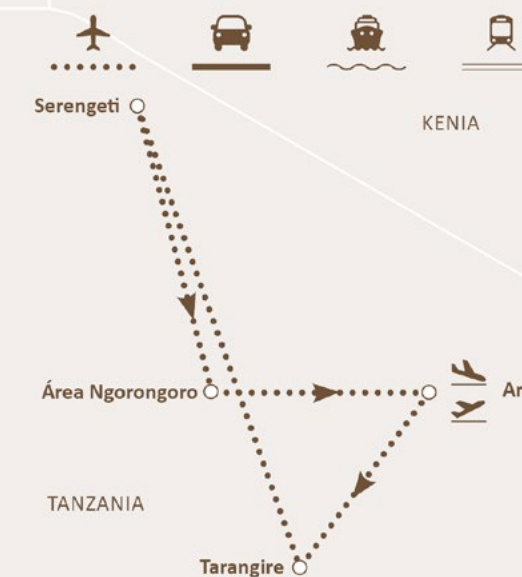 Serengeti
KENIA
Área Ngorongoro
TANZANIA
Tarangire